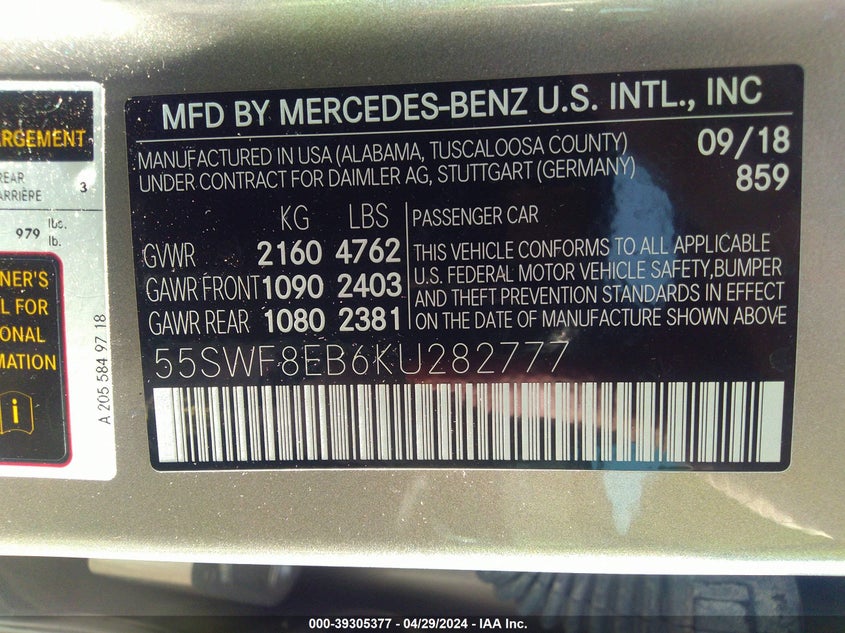 ARGEMENT
REAR
ARRIÈRE 3
979 lbs.
lb.
NER'S
L FOR
IONAL
MATION
A 205 584 97 18
MFD BY MERCEDES-BENZ U.S. INTL., INC
MANUFACTURED IN USA (ALABAMA, TUSCALOOSA COUNTY) 09/18
UNDER CONTRACT FOR DAIMLER AG, STUTTGART (GERMANY) 859
KG LBS
GVWR 2160 4762
GAWR FRONT 1090 2403
GAWR REAR 1080 2381
PASSENGER CAR
THIS VEHICLE CONFORMS TO ALL APPLICABLE
U.S. FEDERAL MOTOR VEHICLE SAFETY,BUMPER
AND THEFT PREVENTION STANDARDS IN EFFECT
ON THE DATE OF MANUFACTURE SHOWN ABOVE
55SWF8EB6KU282777
000-39305377 - 04/29/2024 - IAA Inc.